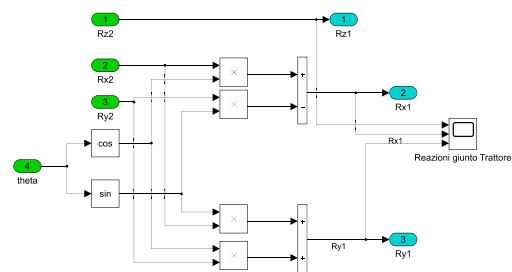 1
Rz2
1
Rz1
2
Rx2
×
+
−
2
Rx1
3
Ry2
×
cos
Rx1
Reazioni giunto Trattore
4
theta
sin
×
+
Ry1
3
Ry1
×
+